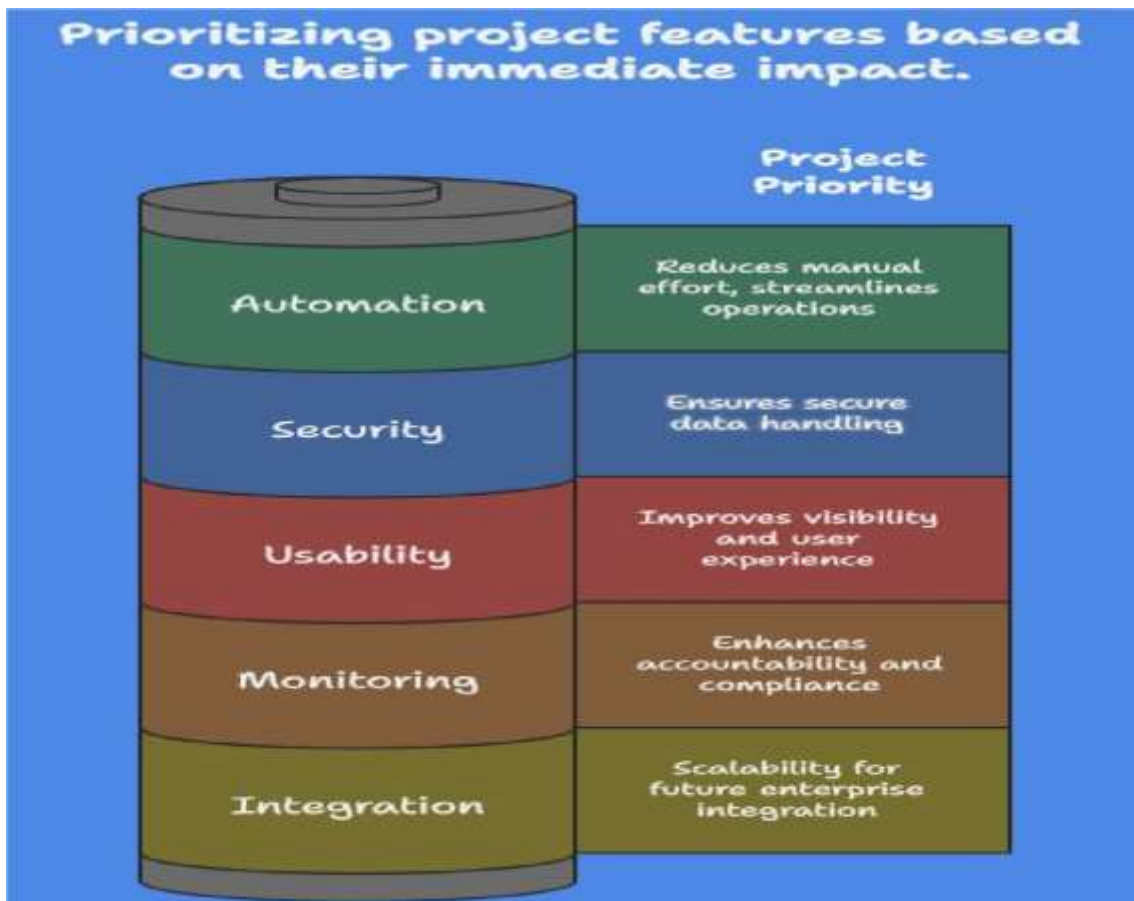 Prioritizing project features based
on their immediate impact.
Project
Priority
Automation
Reduces manual
effort, streamlines
operations
Security
Ensures secure
data handling
Usability
Improves visibility
and user
experience
Monitoring
Enhances
accountability and
compliance
Integration
Scalability for
future enterprise
integration